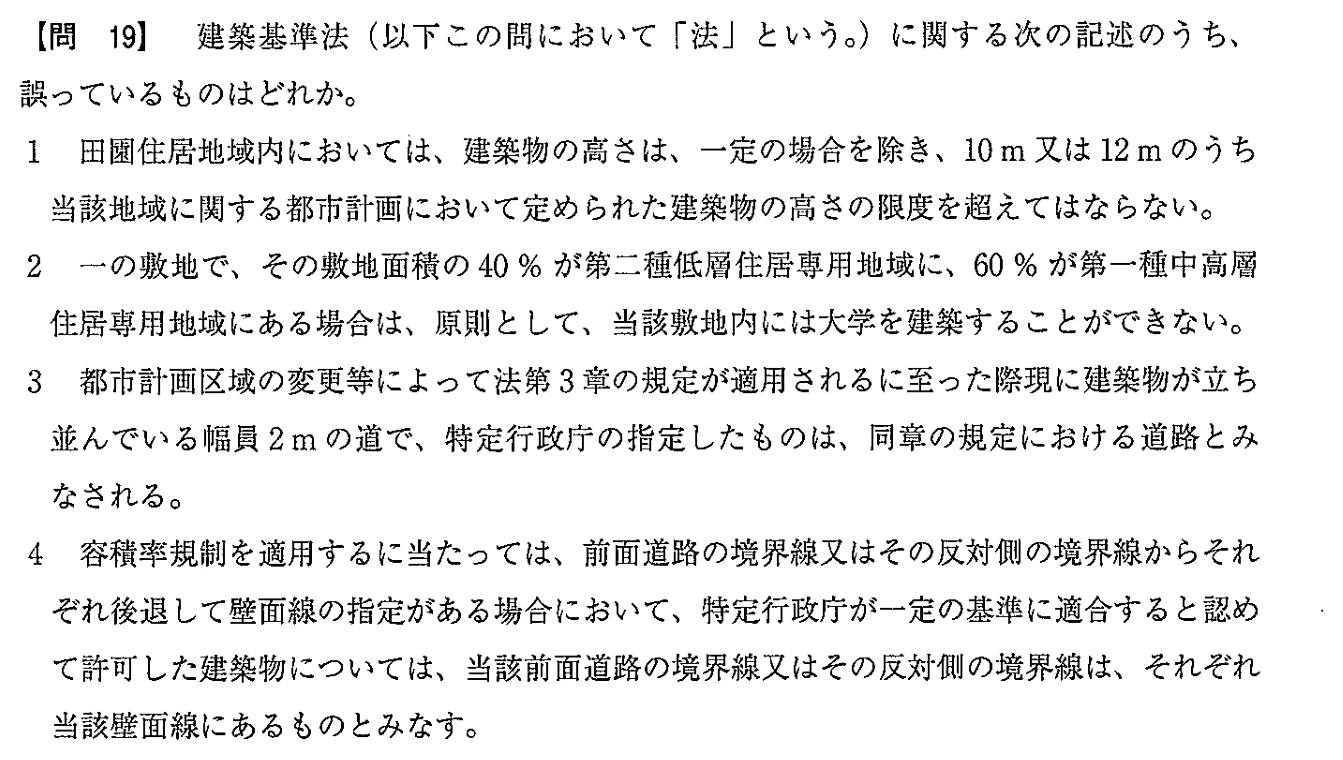 【問　19】　建築基準法（以下この問において「法」という。）に関する次の記述のうち、
誤っているものはどれか。
1　田園住居地域内においては、建築物の高さは、一定の場合を除き、10 m 又は 12 m のうち
当該地域に関する都市計画において定められた建築物の高さの限度を超えてはならない。
2　一の敷地で、その敷地面積の 40 % が第二種低層住居専用地域に、60 % が第一種中高層
住居専用地域にある場合は、原則として、当該敷地内には大学を建築することができない。
3　都市計画区域の変更等によって法第 3 章の規定が適用されるに至った際現に建築物が立ち
並んでいる幅員 2 m の道で、特定行政庁の指定したものは、同章の規定における道路とみ
なされる。
4　容積率規制を適用するに当たっては、前面道路の境界線又はその反対側の境界線からそれ
ぞれ後退して壁面線の指定がある場合において、特定行政庁が一定の基準に適合すると認め
て許可した建築物については、当該前面道路の境界線又はその反対側の境界線は、それぞれ
当該壁面線にあるものとみなす。